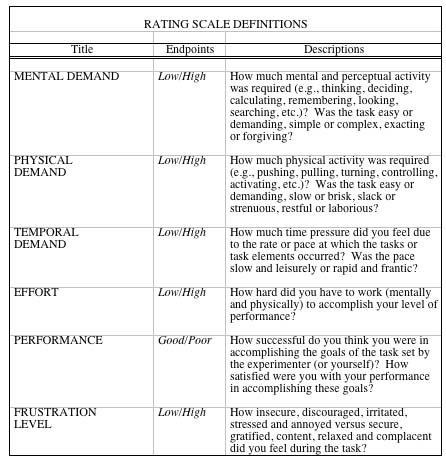 RATING SCALE DEFINITIONS
Title Endpoints Descriptions
MENTAL DEMAND Low/High How much mental and perceptual activity
was required (e.g., thinking, deciding,
calculating, remembering, looking,
searching, etc.)? Was the task easy or
demanding, simple or complex, exacting
or forgiving?
PHYSICAL Low/High How much physical activity was required
DEMAND (e.g., pushing, pulling, turning, controlling,
activating, etc.)? Was the task easy or
demanding, slow or brisk, slack or
strenuous, restful or laborious?
TEMPORAL Low/High How much time pressure did you feel due
DEMAND to the rate or pace at which the tasks or
task elements occurred? Was the pace
slow and leisurely or rapid and frantic?
EFFORT Low/High How hard did you have to work (mentally
and physically) to accomplish your level of
performance?
PERFORMANCE Good/Poor How successful do you think you were in
accomplishing the goals of the task set by
the experimenter (or yourself)? How
satisfied were you with your performance
in accomplishing these goals?
FRUSTRATION Low/High How insecure, discouraged, irritated,
LEVEL stressed and annoyed versus secure,
gratified, content, relaxed and complacent
did you feel during the task?